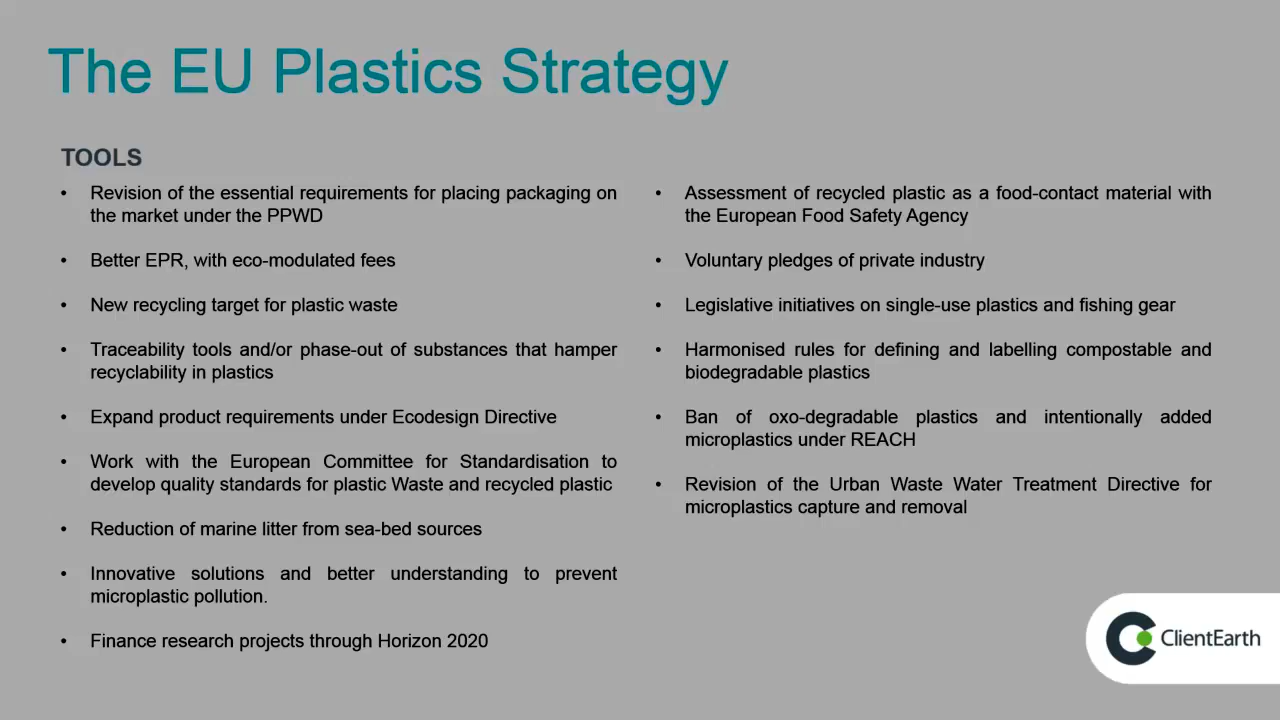 The EU Plastics Strategy
TOOLS
• Revision of the essential requirements for placing packaging on
the market under the PPWD
• Better EPR, with eco-modulated fees
• New recycling target for plastic waste
• Traceability tools and/or phase-out of substances that hamper
recyclability in plastics
• Expand product requirements under Ecodesign Directive
• Work with the European Committee for Standardisation to
develop quality standards for plastic Waste and recycled plastic
• Reduction of marine litter from sea-bed sources
• Innovative solutions and better understanding to prevent
microplastic pollution.
• Finance research projects through Horizon 2020
• Assessment of recycled plastic as a food-contact material with
the European Food Safety Agency
• Voluntary pledges of private industry
• Legislative initiatives on single-use plastics and fishing gear
• Harmonised rules for defining and labelling compostable and
biodegradable plastics
• Ban of oxo-degradable plastics and intentionally added
microplastics under REACH
• Revision of the Urban Waste Water Treatment Directive for
microplastics capture and removal
ClientEarth